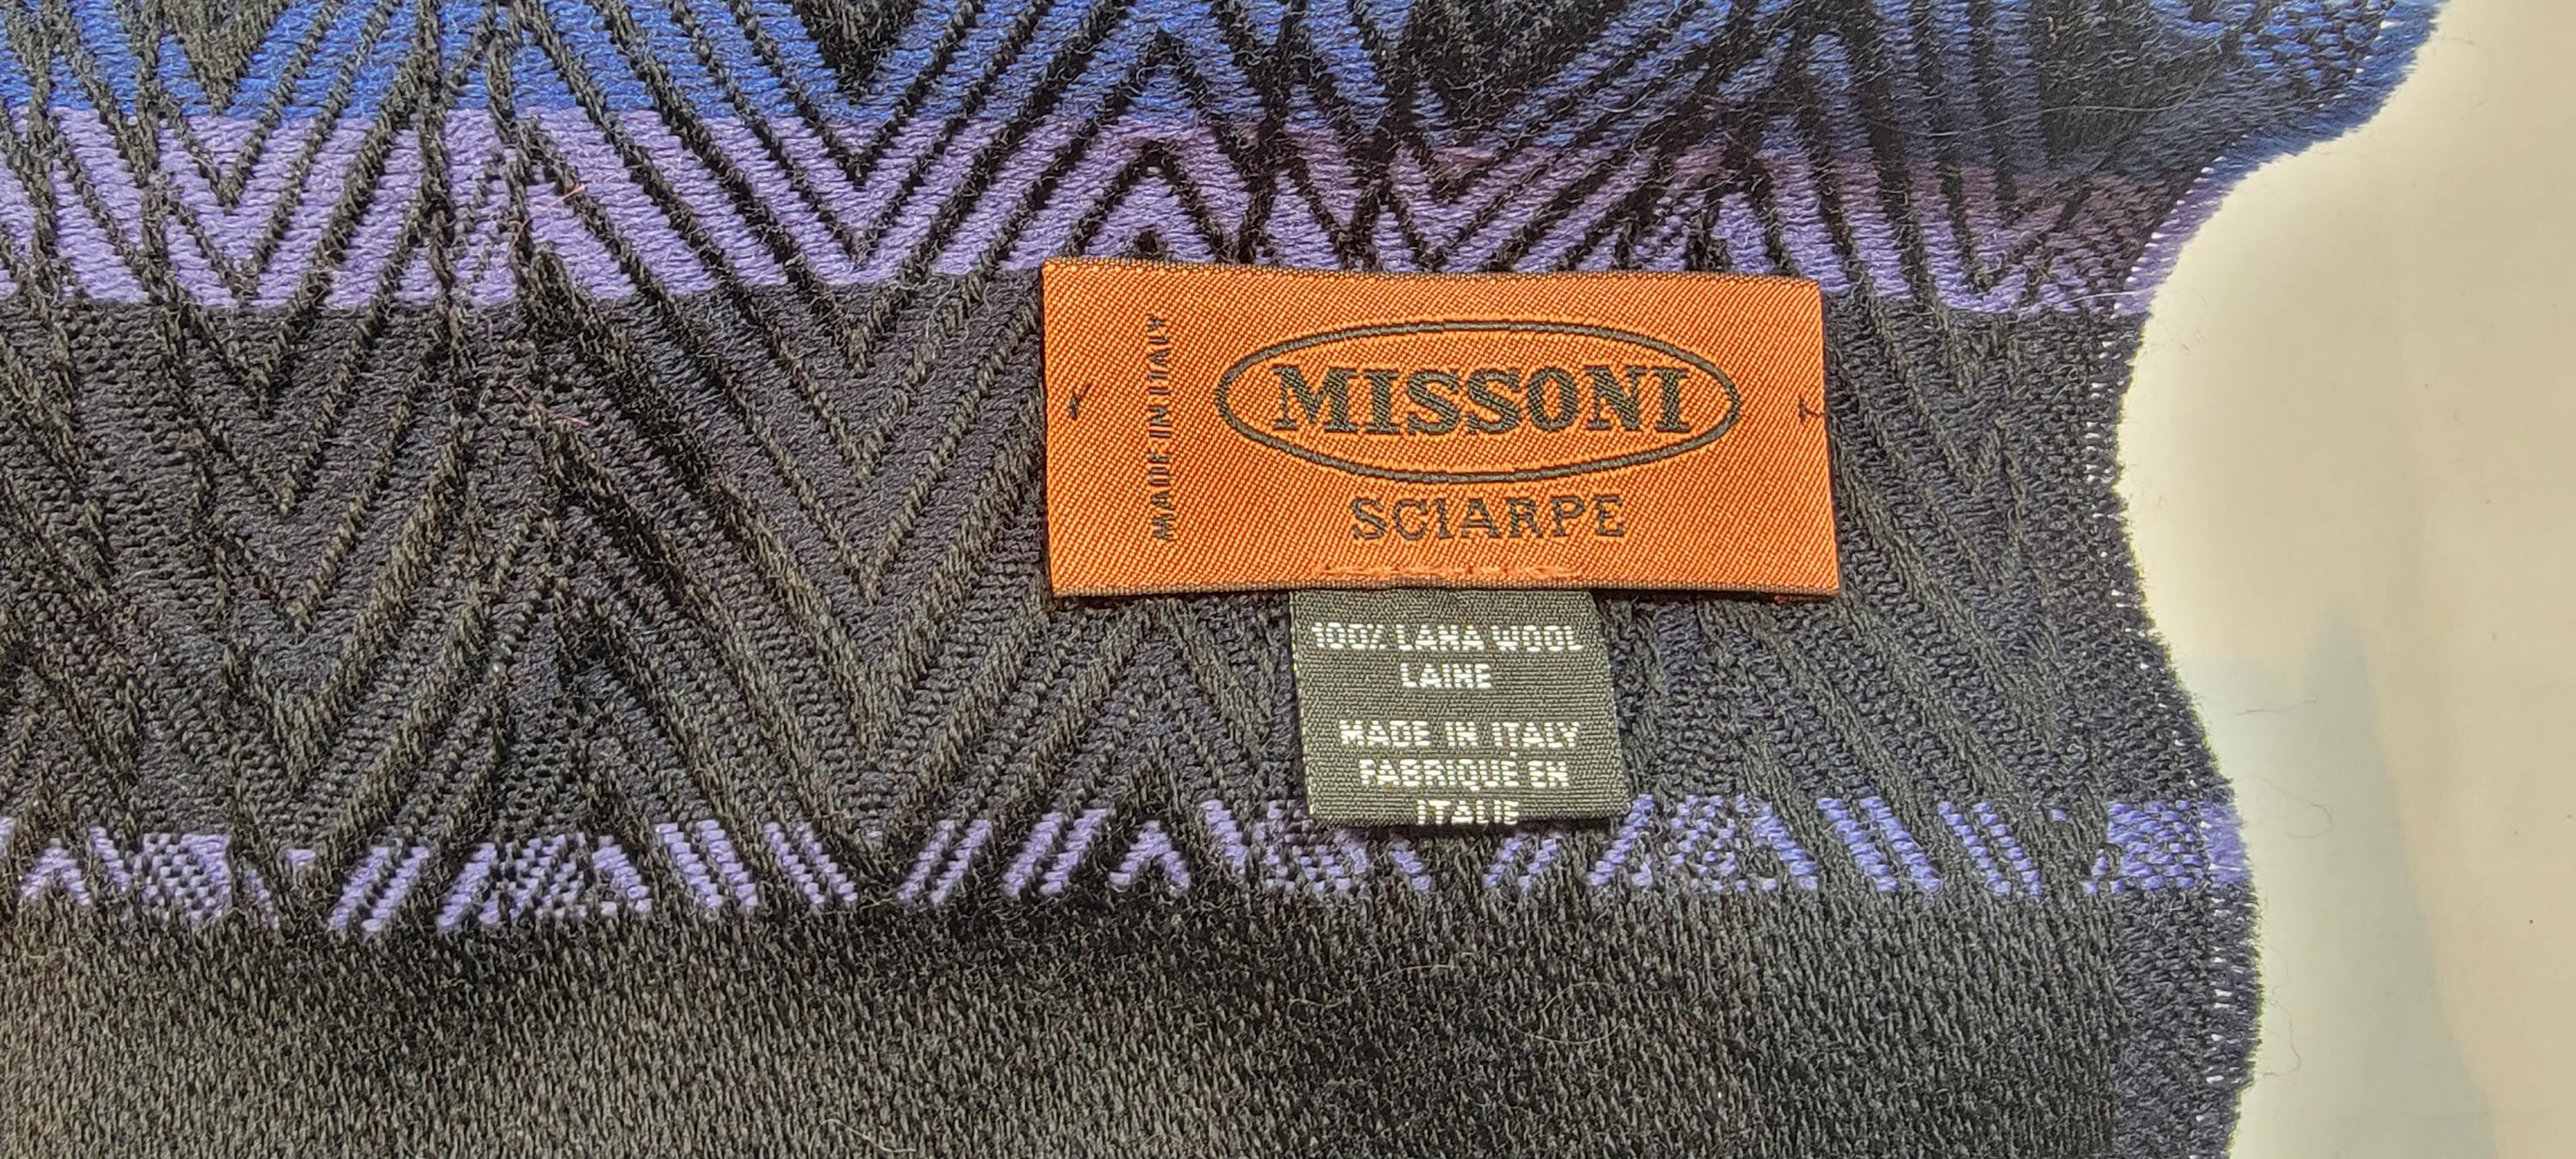 MADE IN ITALY
MISSONI
SCIARPE
100% LANA WOOL
LAINE
MADE IN ITALY
FABRIQUE EN
ITALIE